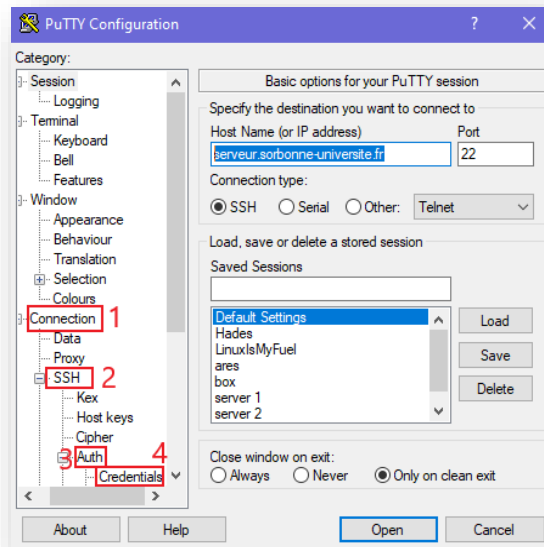 PuTTY Configuration
? ×
Category:
Session
Logging
Terminal
Keyboard
Bell
Features
Window
Appearance
Behaviour
Translation
Selection
Colours
Connection 1
Data
Proxy
SSH 2
Kex
Host keys
Cipher
3 Auth 4
Credentials
About
Help
Basic options for your PuTTY session
Specify the destination you want to connect to
Host Name (or IP address) Port
serveur.sorbonne-universite.fr 22
Connection type:
SSH Serial Other: Telnet
Load, save or delete a stored session
Saved Sessions
Default Settings
Hades
LinuxIsMyFuel
ares
box
server 1
server 2
Load
Save
Delete
Close window on exit:
Always Never Only on clean exit
Open
Cancel